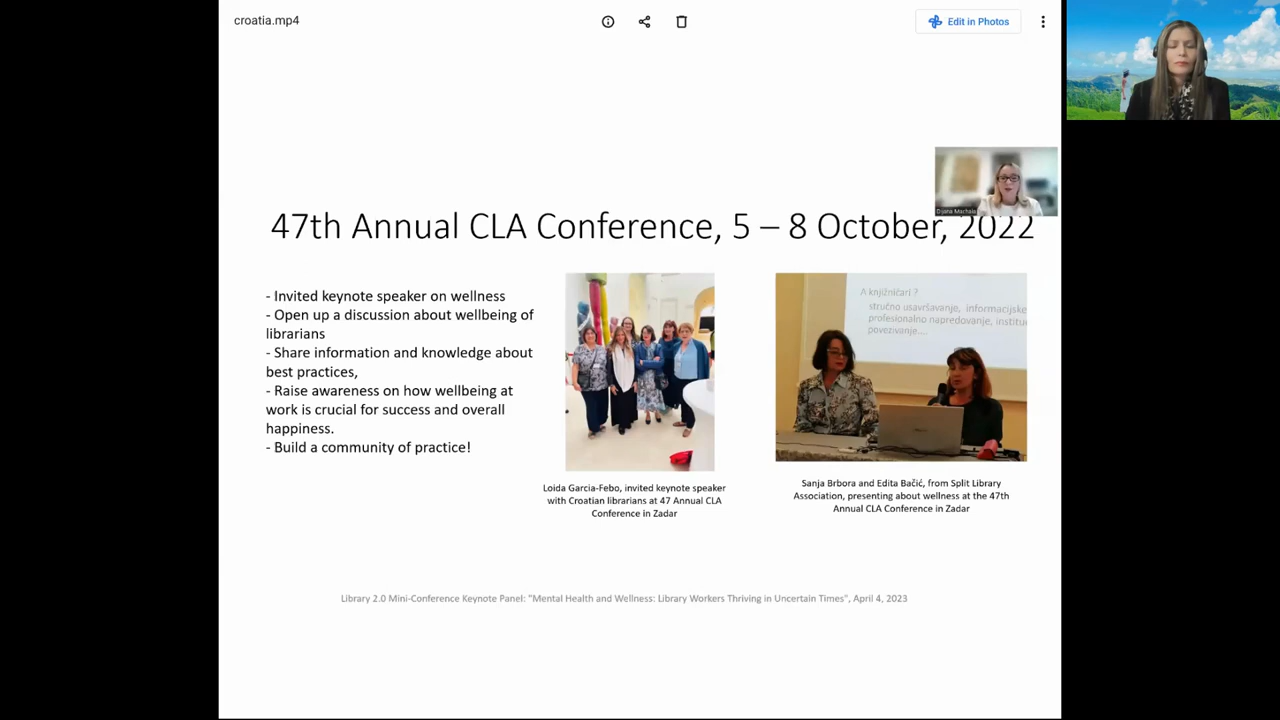 croatia.mp4
Edit in Photos
Dijana Machala
47th Annual CLA Conference, 5 – 8 October, 2022
- Invited keynote speaker on wellness
- Open up a discussion about wellbeing of
librarians
- Share information and knowledge about
best practices,
- Raise awareness on how wellbeing at
work is crucial for success and overall
happiness.
- Build a community of practice!
A knjižničari ?
stručno usavršavanje, informacijske
profesionalno napredovanje,
povezivanje....
Loida Garcia-Febo, invited keynote speaker
with Croatian librarians at 47 Annual CLA
Conference in Zadar
Sanja Brbora and Edita Bačić, from Split Library
Association, presenting about wellness at the 47th
Annual CLA Conference in Zadar
Library 2.0 Mini-Conference Keynote Panel: "Mental Health and Wellness: Library Workers Thriving in Uncertain Times", April 4, 2023